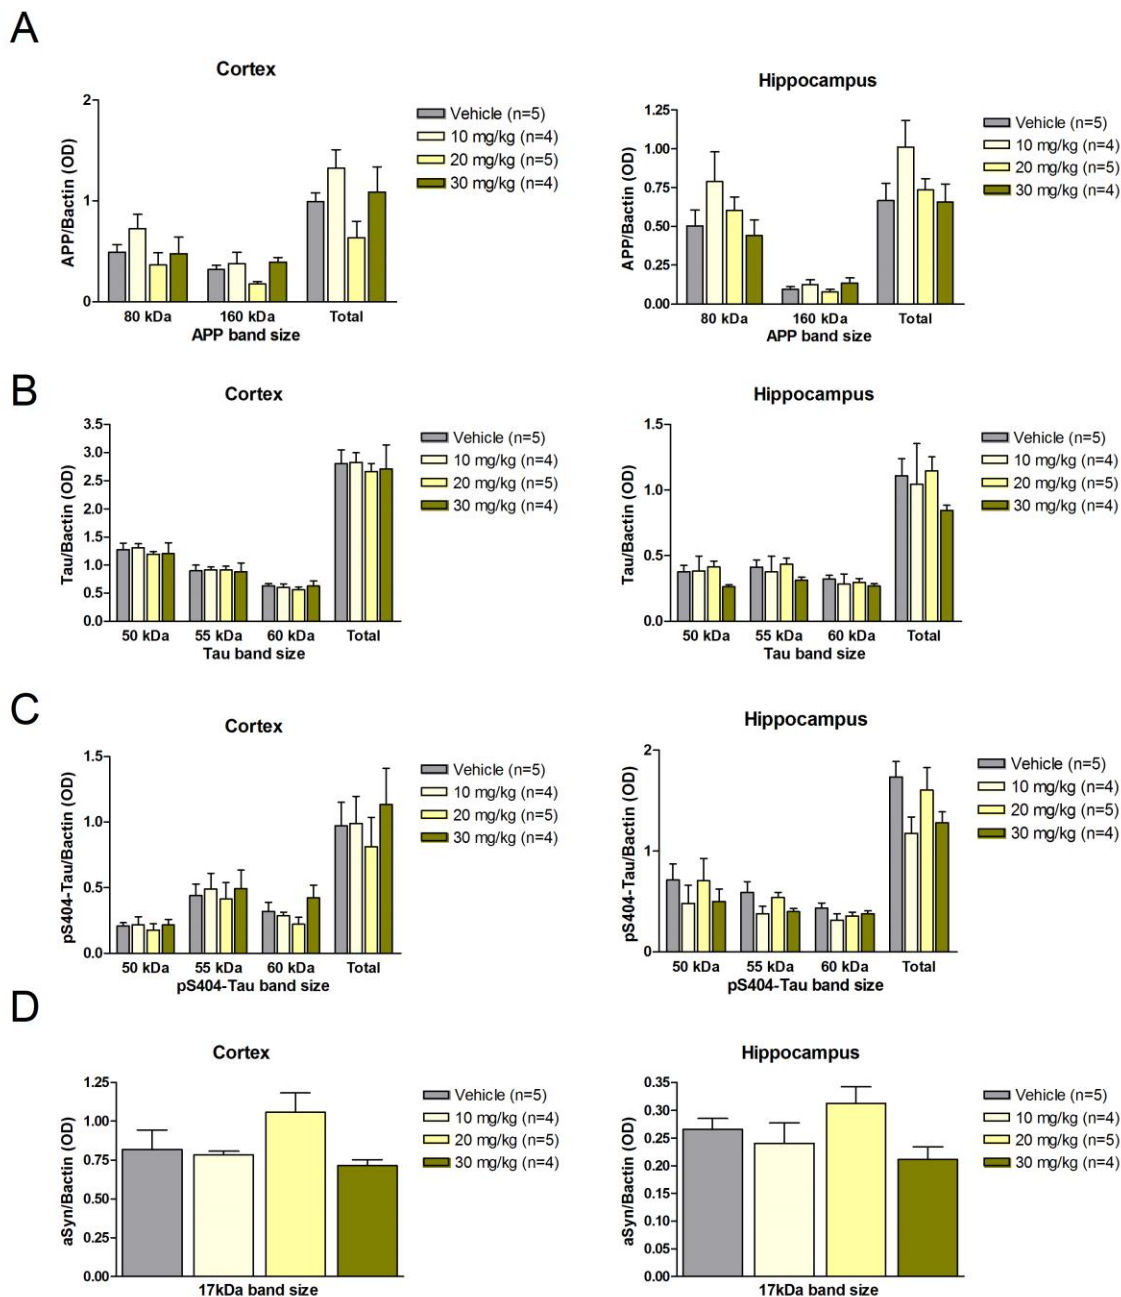 A
Cortex
APP/Bactin (OD)
2
1
0
80 kDa 160 kDa Total
APP band size
Vehicle (n=5)
10 mg/kg (n=4)
20 mg/kg (n=5)
30 mg/kg (n=4)
Hippocampus
APP/Bactin (OD)
1.25
1.00
0.75
0.50
0.25
0.00
80 kDa 160 kDa Total
APP band size
Vehicle (n=5)
10 mg/kg (n=4)
20 mg/kg (n=5)
30 mg/kg (n=4)
B
Cortex
Tau/Bactin (OD)
3.5
3.0
2.5
2.0
1.5
1.0
0.5
0.0
50 kDa 55 kDa 60 kDa Total
Tau band size
Vehicle (n=5)
10 mg/kg (n=4)
20 mg/kg (n=5)
30 mg/kg (n=4)
Hippocampus
Tau/Bactin (OD)
1.5
1.0
0.5
0.0
50 kDa 55 kDa 60 kDa Total
Tau band size
Vehicle (n=5)
10 mg/kg (n=4)
20 mg/kg (n=5)
30 mg/kg (n=4)
C
Cortex
pS404-Tau/Bactin (OD)
1.5
1.0
0.5
0.0
50 kDa 55 kDa 60 kDa Total
pS404-Tau band size
Vehicle (n=5)
10 mg/kg (n=4)
20 mg/kg (n=5)
30 mg/kg (n=4)
Hippocampus
pS404-Tau/Bactin (OD)
2
1
0
50 kDa 55 kDa 60 kDa Total
pS404-Tau band size
Vehicle (n=5)
10 mg/kg (n=4)
20 mg/kg (n=5)
30 mg/kg (n=4)
D
Cortex
aSyn/Bactin (OD)
1.25
1.00
0.75
0.50
0.25
0.00
17kDa band size
Vehicle (n=5)
10 mg/kg (n=4)
20 mg/kg (n=5)
30 mg/kg (n=4)
Hippocampus
aSyn/Bactin (OD)
0.35
0.30
0.25
0.20
0.15
0.10
0.05
0.00
17kDa band size
Vehicle (n=5)
10 mg/kg (n=4)
20 mg/kg (n=5)
30 mg/kg (n=4)